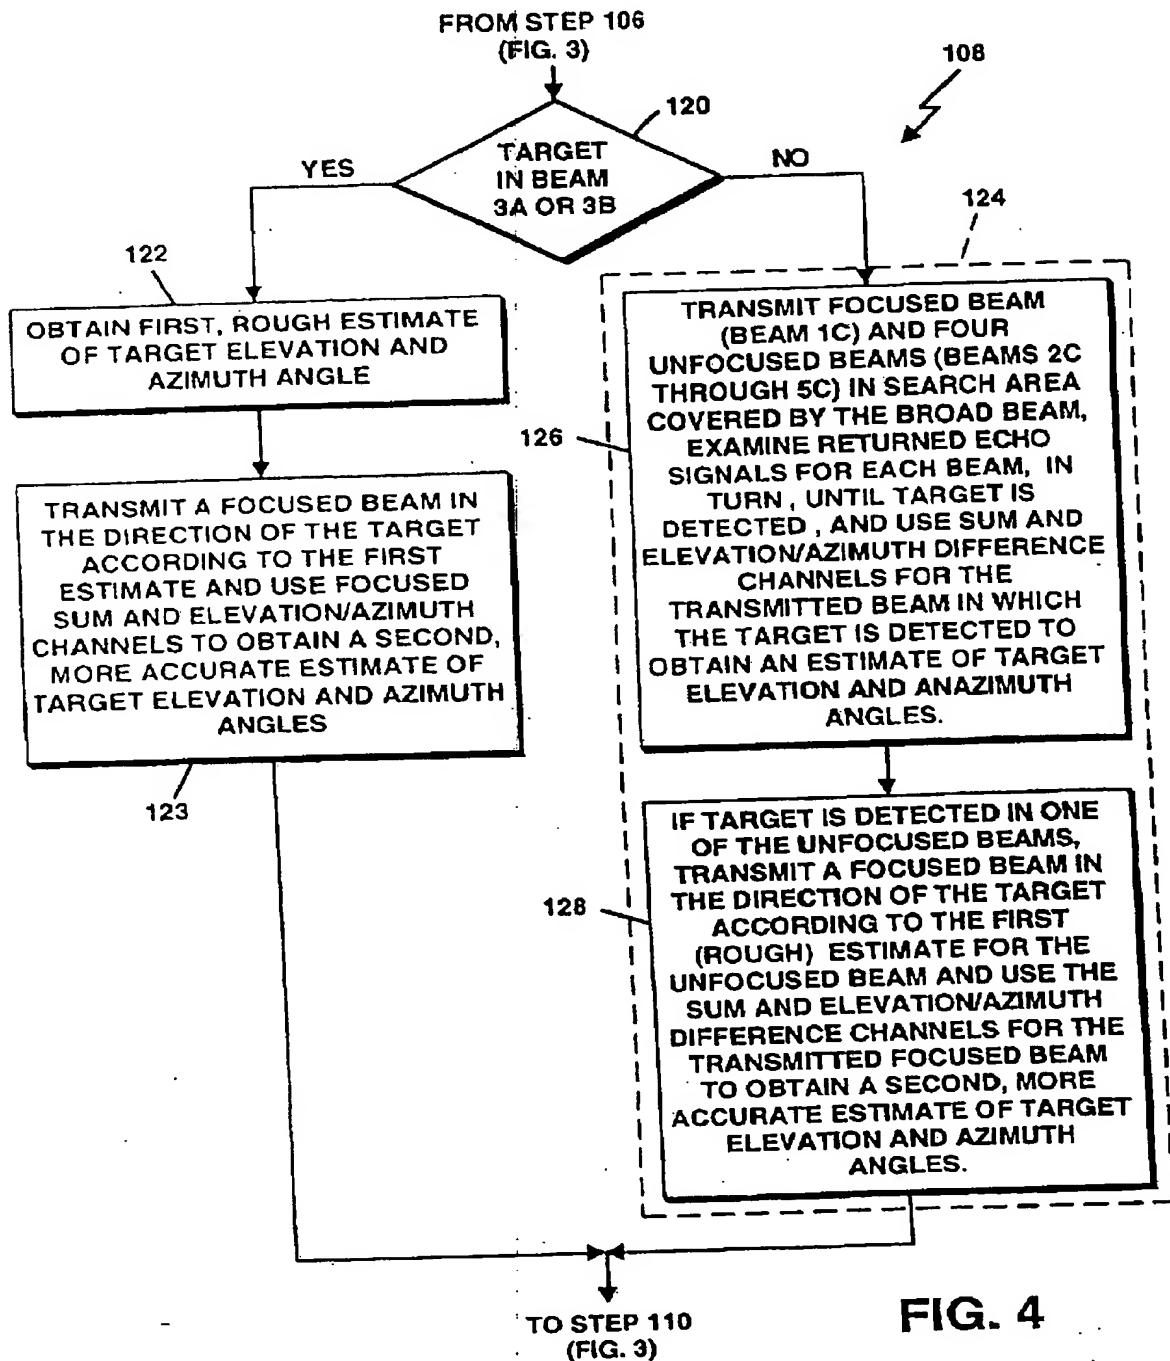 FROM STEP 106
(FIG. 3)
108
120
TARGET
IN BEAM
3A OR 3B
YES
NO
124
122
OBTAIN FIRST, ROUGH ESTIMATE
OF TARGET ELEVATION AND
AZIMUTH ANGLE
TRANSMIT A FOCUSED BEAM IN
THE DIRECTION OF THE TARGET
ACCORDING TO THE FIRST
ESTIMATE AND USE FOCUSED
SUM AND ELEVATION/AZIMUTH
CHANNELS TO OBTAIN A SECOND,
MORE ACCURATE ESTIMATE OF
TARGET ELEVATION AND AZIMUTH
ANGLES
123
126
TRANSMIT FOCUSED BEAM
(BEAM 1C) AND FOUR
UNFOCUSED BEAMS (BEAMS 2C
THROUGH 5C) IN SEARCH AREA
COVERED BY THE BROAD BEAM,
EXAMINE RETURNED ECHO
SIGNALS FOR EACH BEAM, IN
TURN , UNTIL TARGET IS
DETECTED , AND USE SUM AND
ELEVATION/AZIMUTH DIFFERENCE
CHANNELS FOR THE
TRANSMITTED BEAM IN WHICH
THE TARGET IS DETECTED TO
OBTAIN AN ESTIMATE OF TARGET
ELEVATION AND ANAZIMUTH
ANGLES.
128
IF TARGET IS DETECTED IN ONE
OF THE UNFOCUSED BEAMS,
TRANSMIT A FOCUSED BEAM IN
THE DIRECTION OF THE TARGET
ACCORDING TO THE FIRST
(ROUGH) ESTIMATE FOR THE
UNFOCUSED BEAM AND USE THE
SUM AND ELEVATION/AZIMUTH
DIFFERENCE CHANNELS FOR THE
TRANSMITTED FOCUSED BEAM
TO OBTAIN A SECOND, MORE
ACCURATE ESTIMATE OF TARGET
ELEVATION AND AZIMUTH
ANGLES.
TO STEP 110
(FIG. 3)
FIG. 4